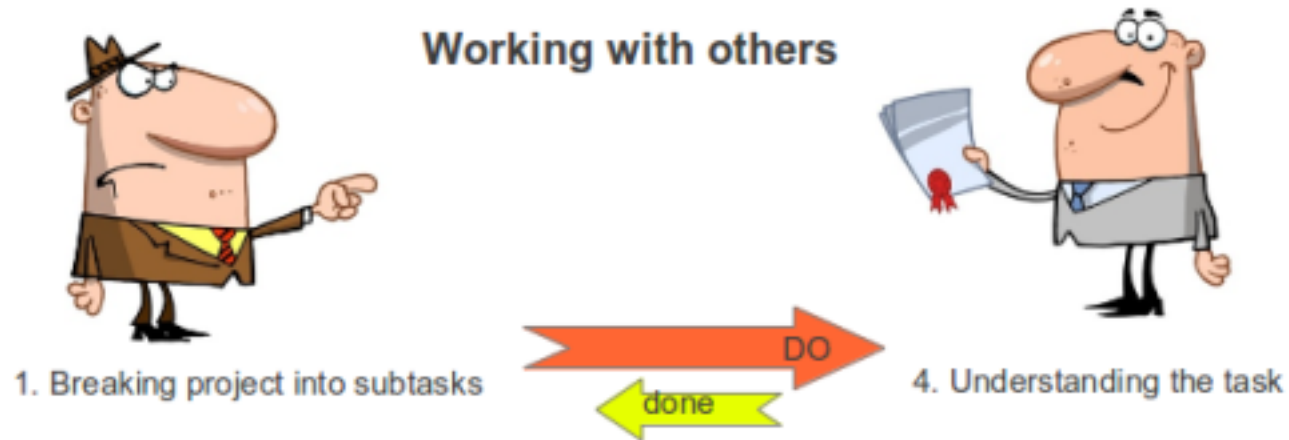 Working with others
DO
1. Breaking project into subtasks
4. Understanding the task
done